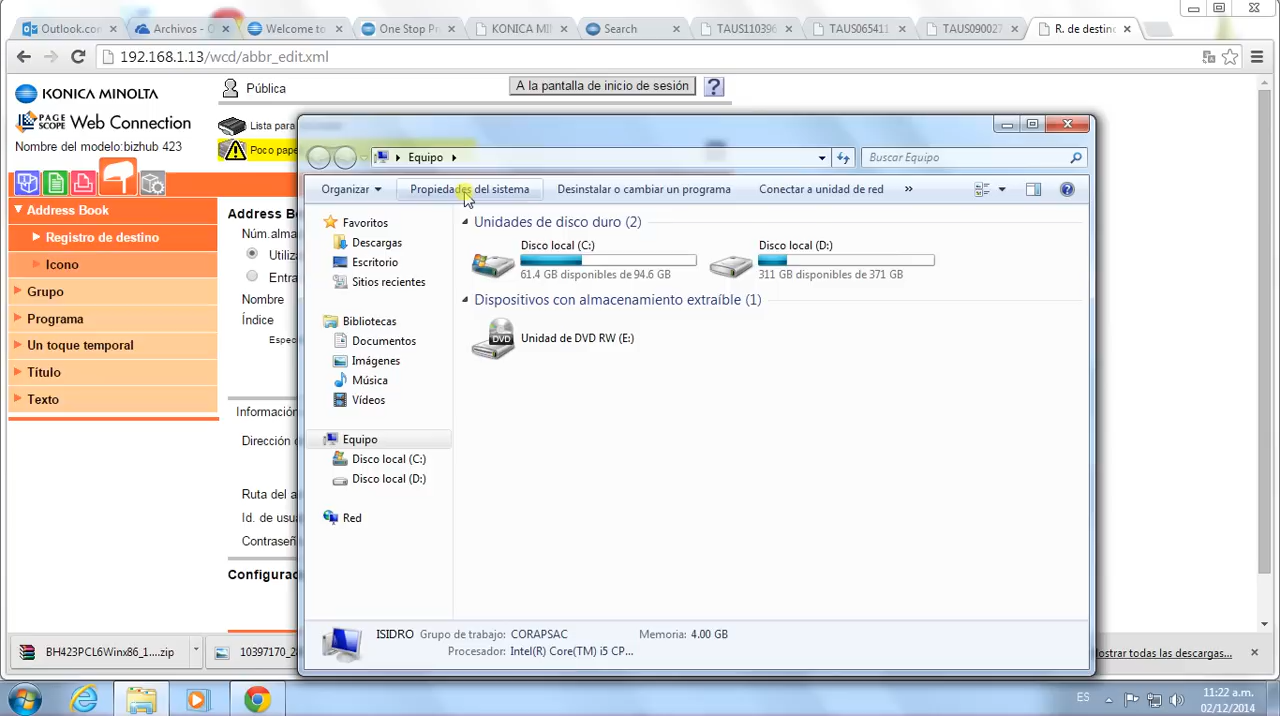 Outlook.com
Archivos - O
Welcome to
One Stop Pr
KONICA MI
Search
TAUS110396
TAUS065411
TAUS090027
R. de destino
192.168.1.13/wcd/abbr_edit.xml
KONICA MINOLTA
Pública
A la pantalla de inicio de sesión
?
PAGE SCOPE Web Connection
Nombre del modelo:bizhub 423
Lista para
Poco pape
Address Book
Registro de destino
Icono
Grupo
Programa
Un toque temporal
Título
Texto
Address B
Núm.alma
Utiliza
Entra
Nombre
Índice
Espec
Información
Dirección
Ruta del a
Id. de usua
Contraseñ
Configurac
Equipo
Buscar Equipo
Organizar
Propiedades del sistema
Desinstalar o cambiar un programa
Conectar a unidad de red
»
Favoritos
Descargas
Escritorio
Sitios recientes
Bibliotecas
Documentos
Imágenes
Música
Vídeos
Equipo
Disco local (C:)
Disco local (D:)
Red
Unidades de disco duro (2)
Disco local (C:)
61.4 GB disponibles de 94.6 GB
Disco local (D:)
311 GB disponibles de 371 GB
Dispositivos con almacenamiento extraíble (1)
DVD
Unidad de DVD RW (E:)
ISIDRO Grupo de trabajo: CORAPSAC Memoria: 4.00 GB
Procesador: Intel(R) Core(TM) i5 CP...
BH423PCL6Winx86_1....zip
10397170_2
ostrar todas las descargas...
ES
11:22 a.m.
02/12/2014